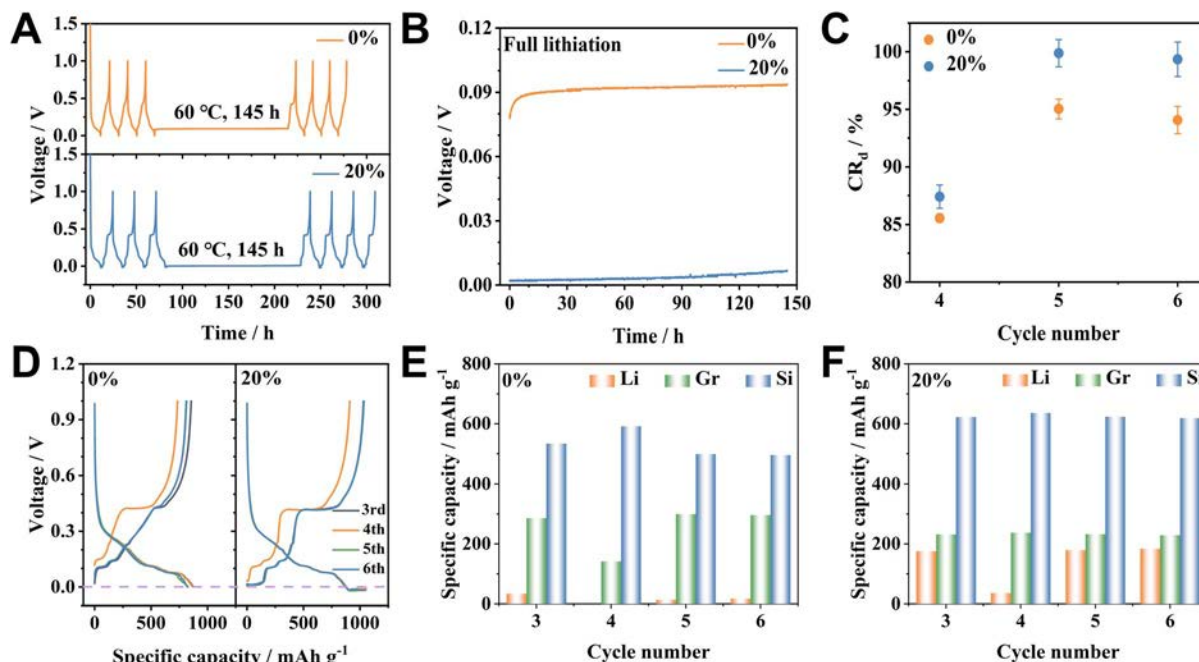 A
1.5
1.0
0.5
0.0
1.5
1.0
0.5
0.0
0%
60 °C, 145 h
20%
60 °C, 145 h
0 50 100 150 200 250 300
Voltage / V
Time / h
B
Full lithiation
0%
20%
0.12
0.09
0.06
0.03
0.00
0 30 60 90 120 150
Voltage / V
Time / h
C
0%
20%
100
95
90
85
80
4 5 6
CRd / %
Cycle number
D
0%
20%
1.2
0.9
0.6
0.3
0.0
3rd
4th
5th
6th
0 500 1000 0 500 1000
Voltage / V
Specific capacity / mAh g-1
E
0%
Li Gr Si
800
600
400
200
0
3 4 5 6
Specific capacity / mAh g-1
Cycle number
F
20%
Li Gr Si
800
600
400
200
0
3 4 5 6
Specific capacity / mAh g-1
Cycle number